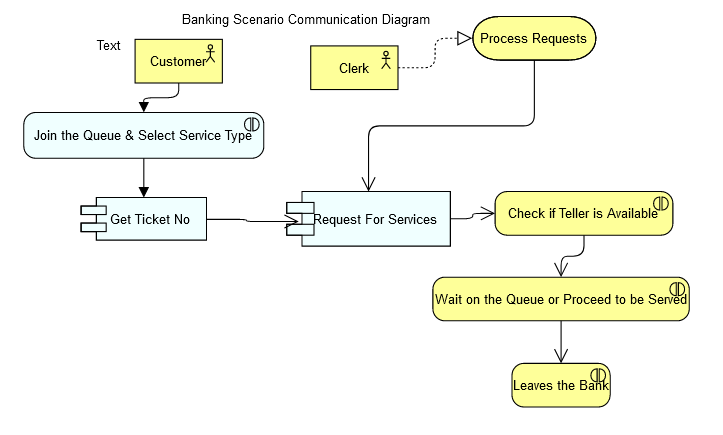 Banking Scenario Communication Diagram
Text
Customer
Clerk
Process Requests
Join the Queue & Select Service Type
Get Ticket No
Request For Services
Check if Teller is Available
Wait on the Queue or Proceed to be Served
Leaves the Bank